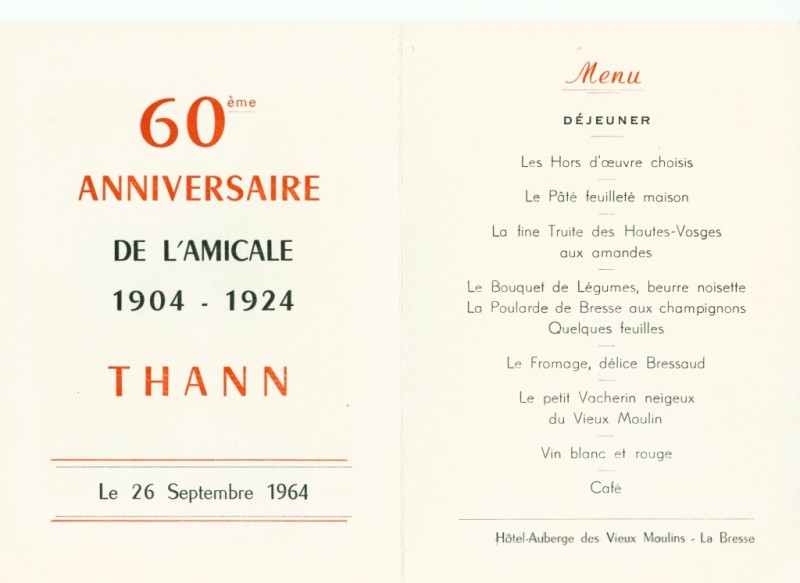 60ème
ANNIVERSAIRE
DE L'AMICALE
1904 - 1924
THANN
Le 26 Septembre 1964
Menu
DÉJEUNER
Les Hors d'œuvre choisis
Le Pâté feuilleté maison
La fine Truite des Hautes-Vosges
aux amandes
Le Bouquet de Légumes, beurre noisette
La Poularde de Bresse aux champignons
Quelques feuilles
Le Fromage, délice Bressaud
Le petit Vacherin neigeux
du Vieux Moulin
Vin blanc et rouge
Café
Hôtel-Auberge des Vieux Moulins - La Bresse